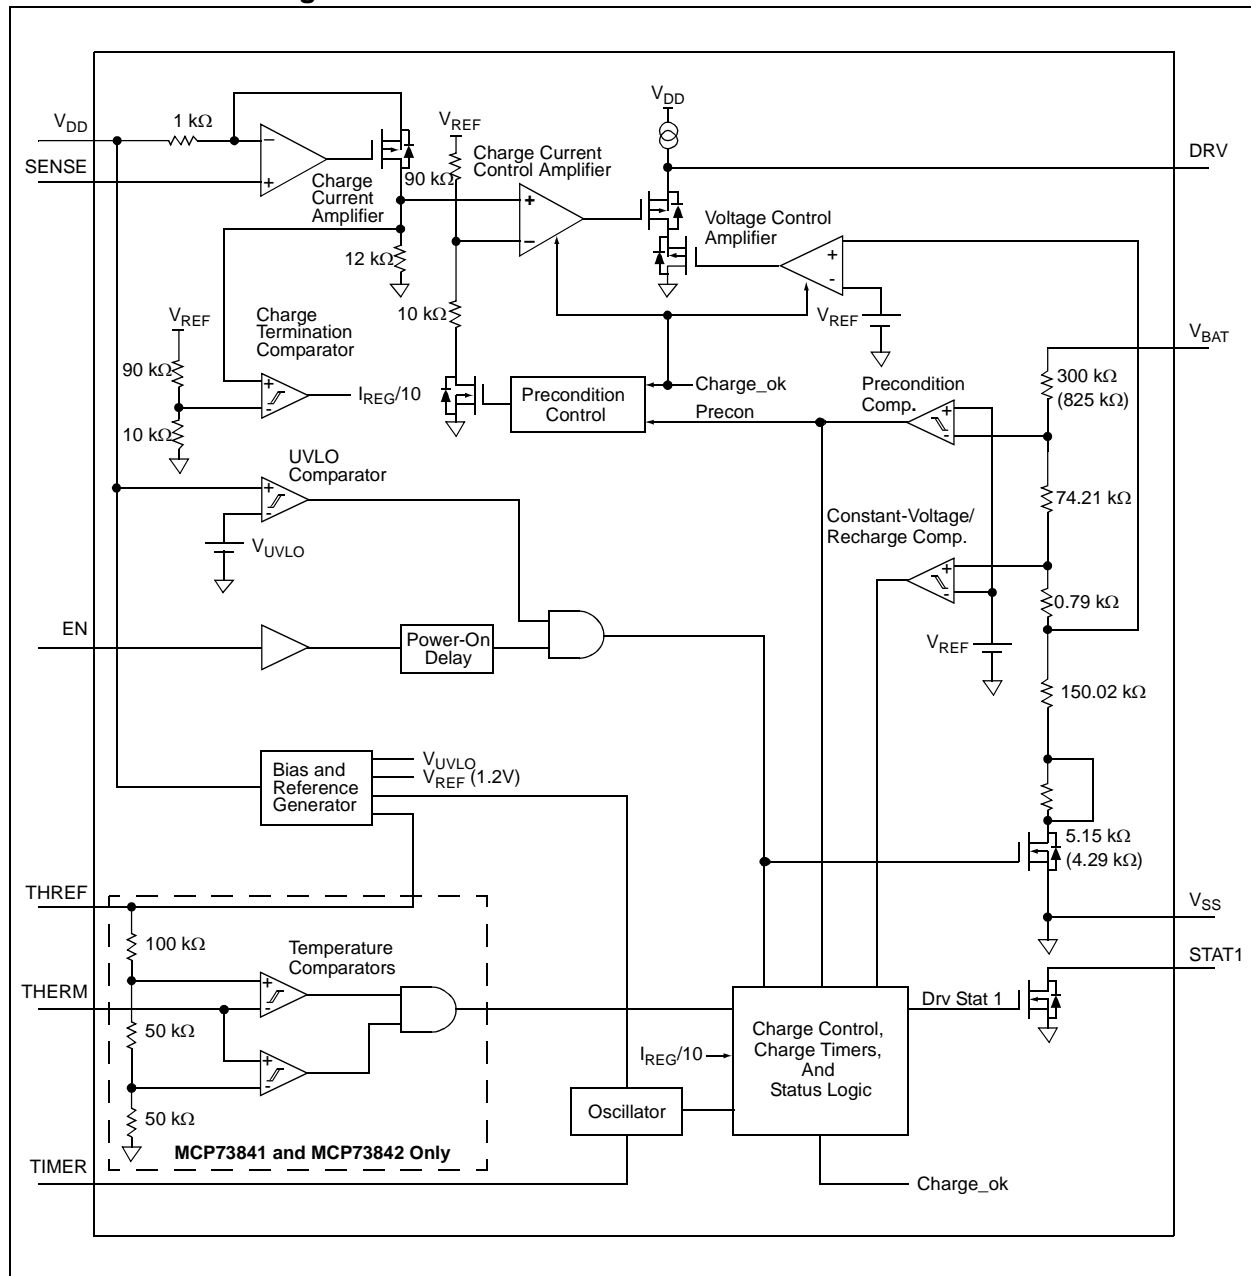 g
V_DD
1 kΩ
SENSE
Charge
Current
Amplifier
V_REF
90 kΩ
Charge Current
Control Amplifier
V_DD
DRV
Voltage Control
Amplifier
12 kΩ
10 kΩ
V_REF
V_REF
90 kΩ
10 kΩ
Charge
Termination
Comparator
I_REG/10
Precondition
Control
Charge_ok
Precon
Precondition
Comp.
V_BAT
300 kΩ
(825 kΩ)
UVLO
Comparator
V_UVLO
74.21 kΩ
Constant-Voltage/
Recharge Comp.
0.79 kΩ
V_REF
EN
Power-On
Delay
150.02 kΩ
Bias and
Reference
Generator
V_UVLO
V_REF (1.2V)
5.15 kΩ
(4.29 kΩ)
THREF
V_SS
100 kΩ
Temperature
Comparators
STAT1
THERM
50 kΩ
50 kΩ
Drv Stat 1
Charge Control,
Charge Timers,
And
Status Logic
I_REG/10
Oscillator
MCP73841 and MCP73842 Only
TIMER
Charge_ok
+
−
+
−
+
-
+
-
+
-
+
-
+
-
+
-
+
-